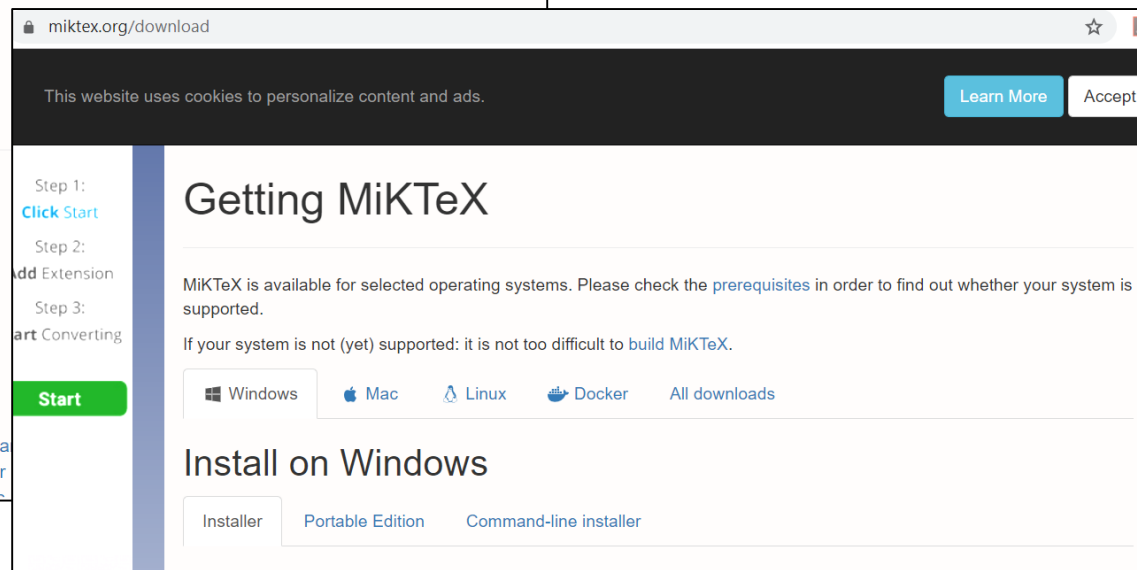 miktex.org/download
This website uses cookies to personalize content and ads.
Learn More
Accept
Step 1:
Click Start
Step 2:
Add Extension
Step 3:
art Converting
Start
Getting MiKTeX
MiKTeX is available for selected operating systems. Please check the prerequisites in order to find out whether your system is
supported.
If your system is not (yet) supported: it is not too difficult to build MiKTeX.
Windows Mac Linux Docker All downloads
Install on Windows
Installer Portable Edition Command-line installer